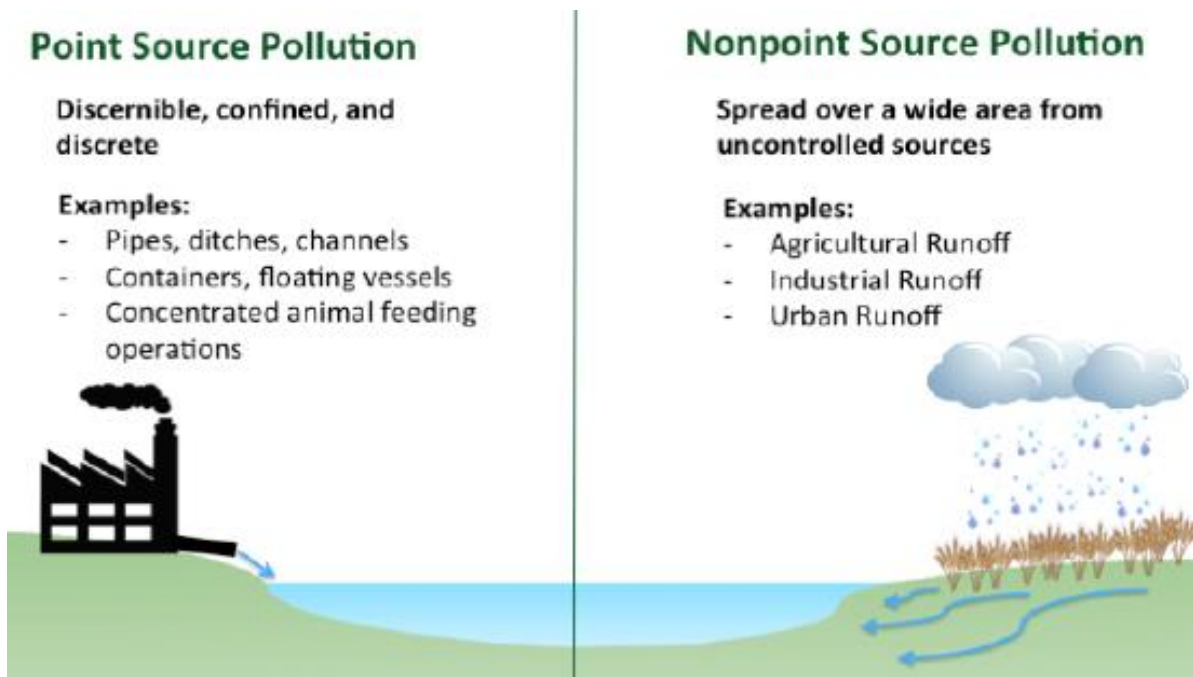 Point Source Pollution
Discernible, confined, and
discrete
Examples:
- Pipes, ditches, channels
- Containers, floating vessels
- Concentrated animal feeding
operations
Nonpoint Source Pollution
Spread over a wide area from
uncontrolled sources
Examples:
- Agricultural Runoff
- Industrial Runoff
- Urban Runoff